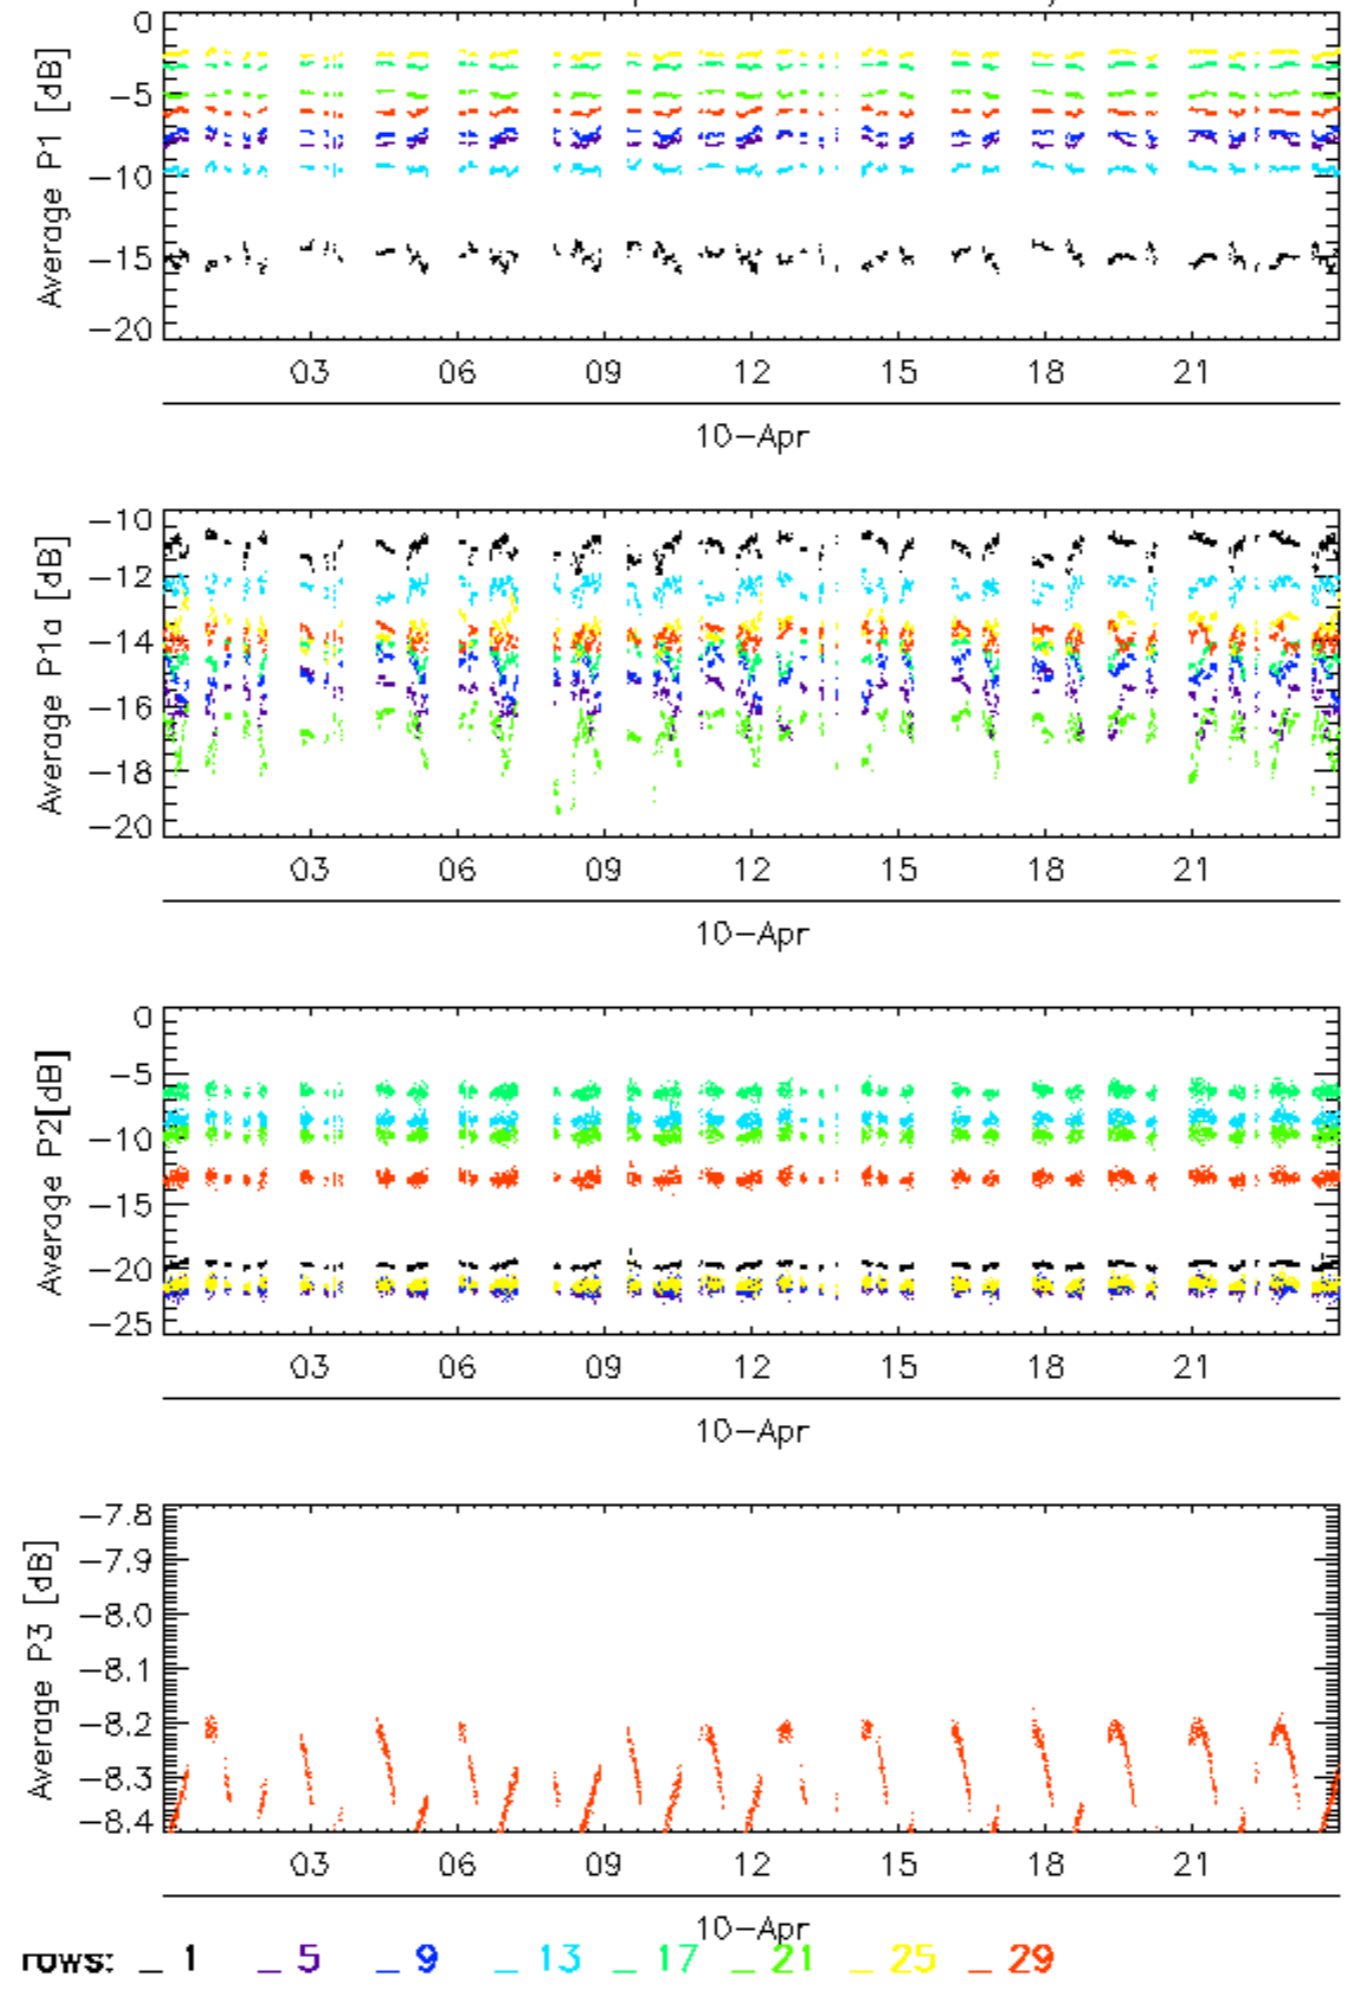 0
−5
−10
−15
−20
Average P1 [dB]
03 06 09 12 15 18 21
10−Apr
−10
−12
−14
−16
−18
−20
Average P1a [dB]
03 06 09 12 15 18 21
10−Apr
0
−5
−10
−15
−20
−25
Average P2[dB]
03 06 09 12 15 18 21
10−Apr
−7.8
−7.9
−8.0
−8.1
−8.2
−8.3
−8.4
Average P3 [dB]
03 06 09 12 15 18 21
10−Apr
rows: _ 1 _ 5 _ 9 _ 13 _ 17 _ 21 _ 25 _ 29